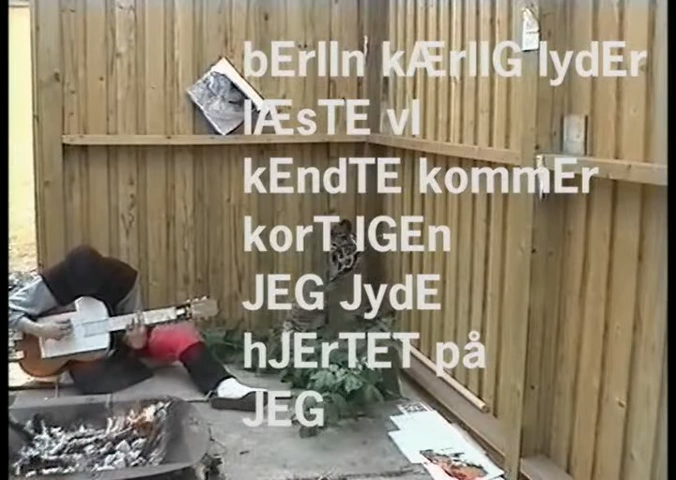 bErlIn kÆrlIG lydEr
lÆsTE vI
kEndTE kommEr
korT IGEn
JEG JydE
hJErTET på
JEG